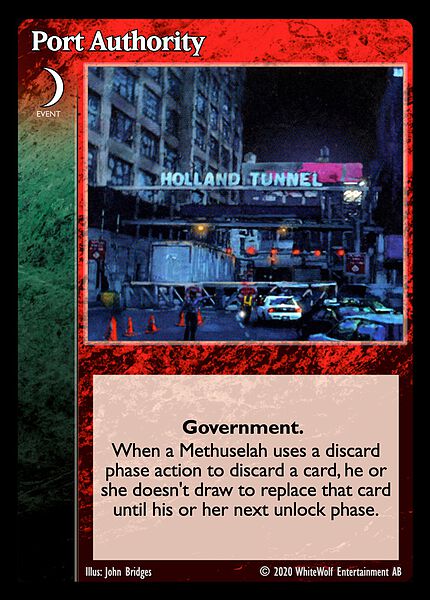 Port Authority
EVENT
HOLLAND TUNNEL
Government.
When a Methuselah uses a discard
phase action to discard a card, he or
she doesn't draw to replace that card
until his or her next unlock phase.
Illus: John Bridges
© 2020 WhiteWolf Entertainment AB